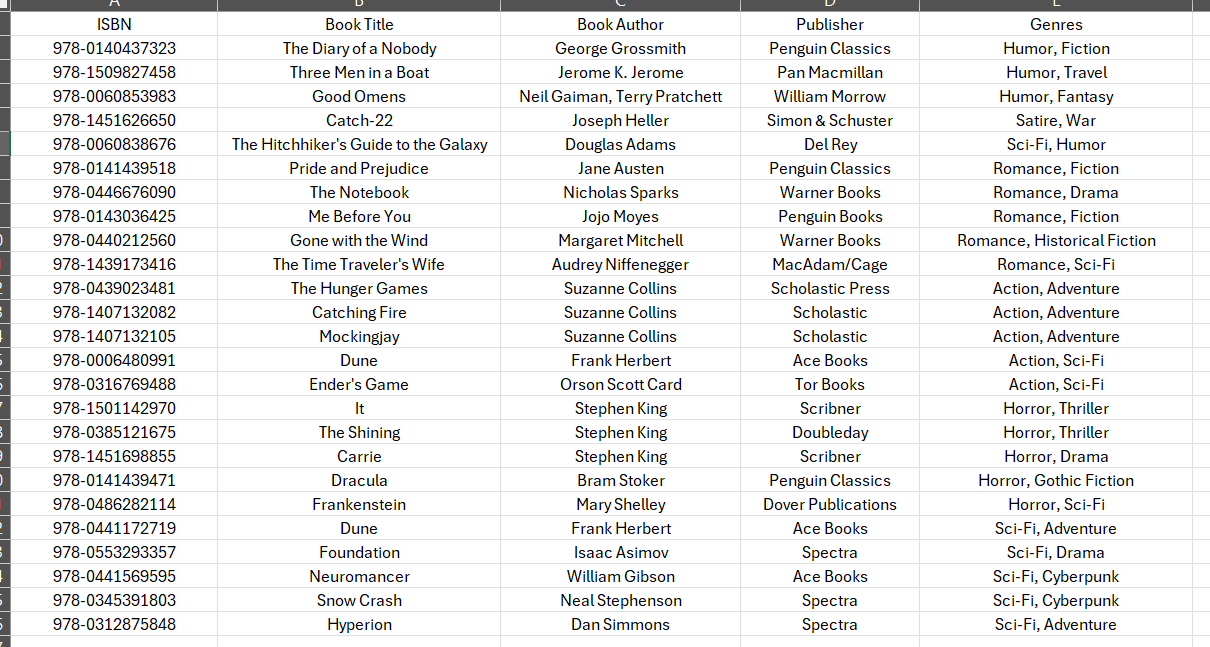 ISBN Book Title Book Author Publisher Genres
978-0140437323 The Diary of a Nobody George Grossmith Penguin Classics Humor, Fiction
978-1509827458 Three Men in a Boat Jerome K. Jerome Pan Macmillan Humor, Travel
978-0060853983 Good Omens Neil Gaiman, Terry Pratchett William Morrow Humor, Fantasy
978-1451626650 Catch-22 Joseph Heller Simon & Schuster Satire, War
978-0060838676 The Hitchhiker's Guide to the Galaxy Douglas Adams Del Rey Sci-Fi, Humor
978-0141439518 Pride and Prejudice Jane Austen Penguin Classics Romance, Fiction
978-0446676090 The Notebook Nicholas Sparks Warner Books Romance, Drama
978-0143036425 Me Before You Jojo Moyes Penguin Books Romance, Fiction
978-0440212560 Gone with the Wind Margaret Mitchell Warner Books Romance, Historical Fiction
978-1439173416 The Time Traveler's Wife Audrey Niffenegger MacAdam/Cage Romance, Sci-Fi
978-0439023481 The Hunger Games Suzanne Collins Scholastic Press Action, Adventure
978-1407132082 Catching Fire Suzanne Collins Scholastic Action, Adventure
978-1407132105 Mockingjay Suzanne Collins Scholastic Action, Adventure
978-0006480991 Dune Frank Herbert Ace Books Action, Sci-Fi
978-0316769488 Ender's Game Orson Scott Card Tor Books Action, Sci-Fi
978-1501142970 It Stephen King Scribner Horror, Thriller
978-0385121675 The Shining Stephen King Doubleday Horror, Thriller
978-1451698855 Carrie Stephen King Scribner Horror, Drama
978-0141439471 Dracula Bram Stoker Penguin Classics Horror, Gothic Fiction
978-0486282114 Frankenstein Mary Shelley Dover Publications Horror, Sci-Fi
978-0441172719 Dune Frank Herbert Ace Books Sci-Fi, Adventure
978-0553293357 Foundation Isaac Asimov Spectra Sci-Fi, Drama
978-0441569595 Neuromancer William Gibson Ace Books Sci-Fi, Cyberpunk
978-0345391803 Snow Crash Neal Stephenson Spectra Sci-Fi, Cyberpunk
978-0312875848 Hyperion Dan Simmons Spectra Sci-Fi, Adventure